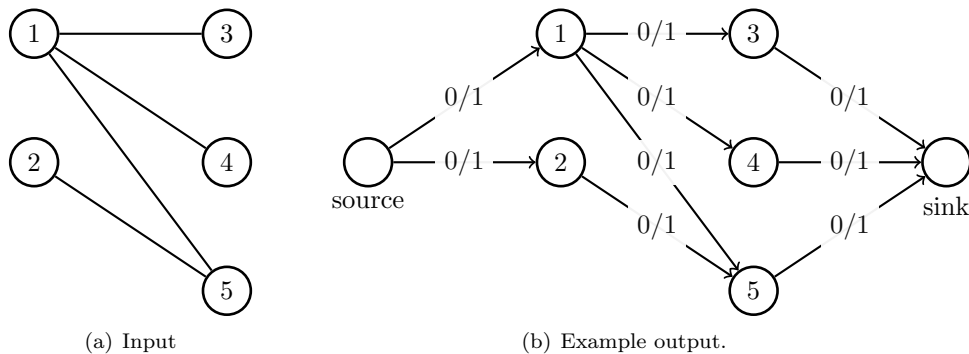 1 3 1 0/1 3
0/1 0/1 0/1
2 4 0/1 2 0/1 4 0/1
source sink
0/1 0/1
5 5
(a) Input (b) Example output.